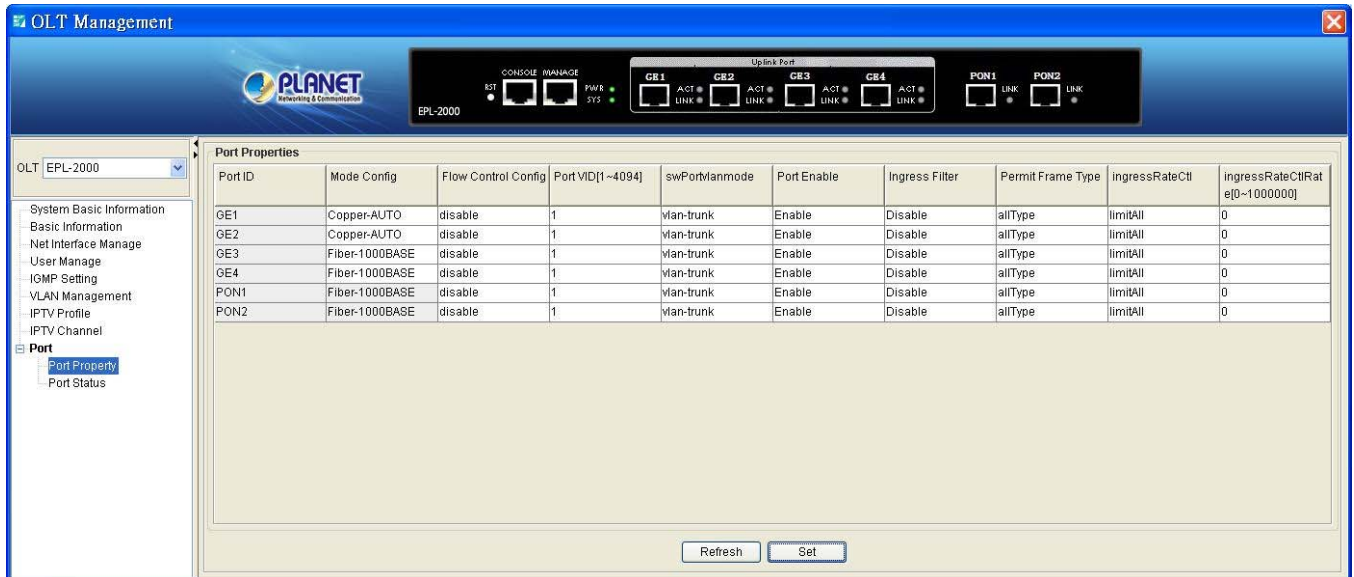 OLT Management
PLANET
Networking & Communication
EPL-2000
RST
CONSOLE MANAGE
PWR
SYS
Uplink Port
GE1 GE2 GE3 GE4
ACT ACT ACT ACT
LINK LINK LINK LINK
PON1 PON2
LINK LINK
OLT EPL-2000
System Basic Information
Basic Information
Net Interface Manage
User Manage
IGMP Setting
VLAN Management
IPTV Profile
IPTV Channel
Port
Port Property
Port Status
Port Properties
Port ID Mode Config Flow Control Config Port VID[1~4094] swPortvlanmode Port Enable Ingress Filter Permit Frame Type ingressRateCtl ingressRateCtlRat
e[0~1000000]
GE1 Copper-AUTO disable 1 vlan-trunk Enable Disable allType limitAll 0
GE2 Copper-AUTO disable 1 vlan-trunk Enable Disable allType limitAll 0
GE3 Fiber-1000BASE disable 1 vlan-trunk Enable Disable allType limitAll 0
GE4 Fiber-1000BASE disable 1 vlan-trunk Enable Disable allType limitAll 0
PON1 Fiber-1000BASE disable 1 vlan-trunk Enable Disable allType limitAll 0
PON2 Fiber-1000BASE disable 1 vlan-trunk Enable Disable allType limitAll 0
Refresh Set